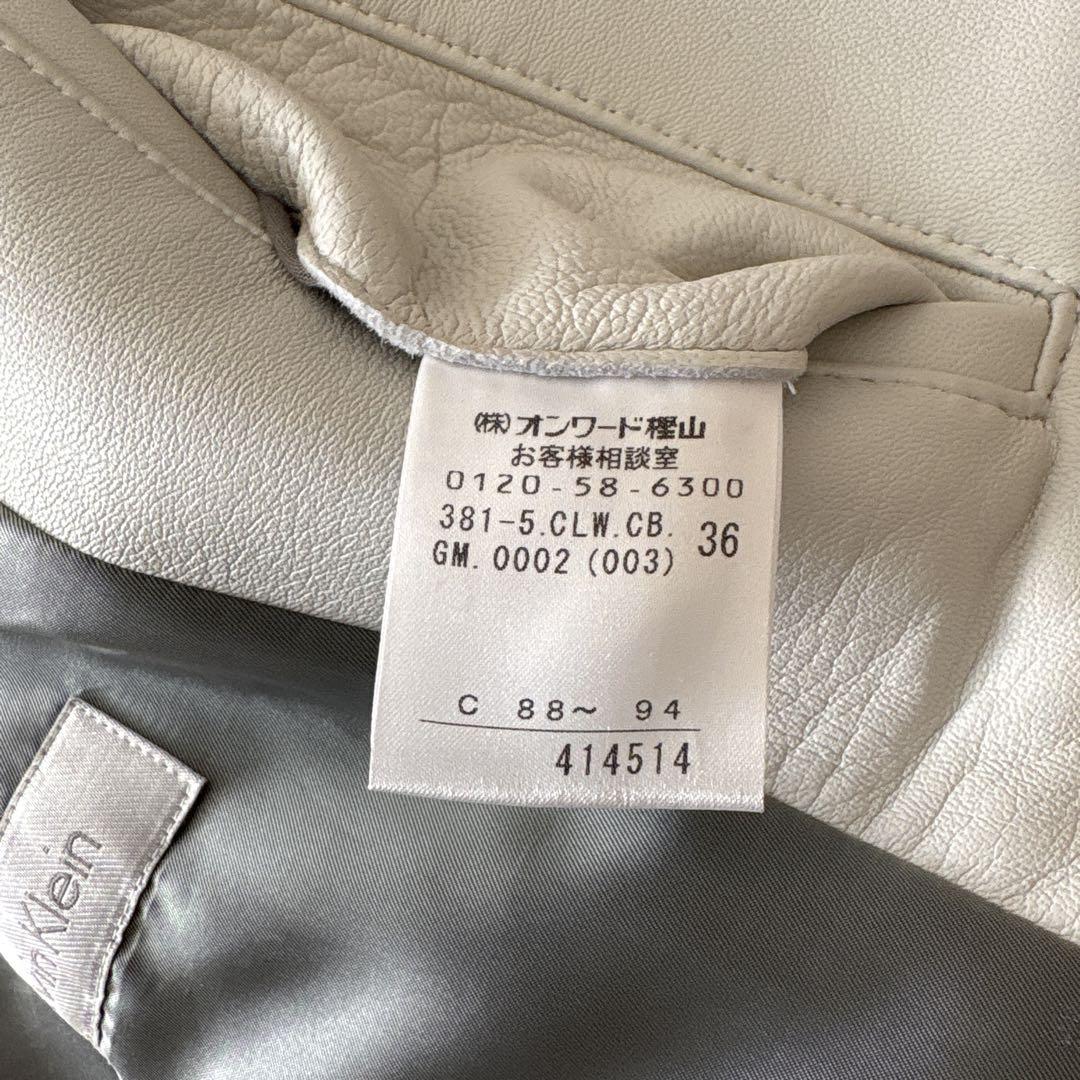 (株)オンワード樫山
お客様相談室
0120-58-6300
381-5.CLW.CB. 36
GM.0002(003)
C 88～ 94
414514
Klein